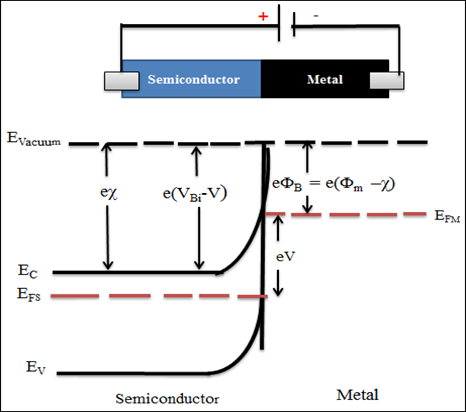 + -
Semiconductor Metal
EVacuum
eχ e(VBi-V) eΦB = e(Φm –χ)
EFM
eV
EC
EFS
EV
Semiconductor Metal